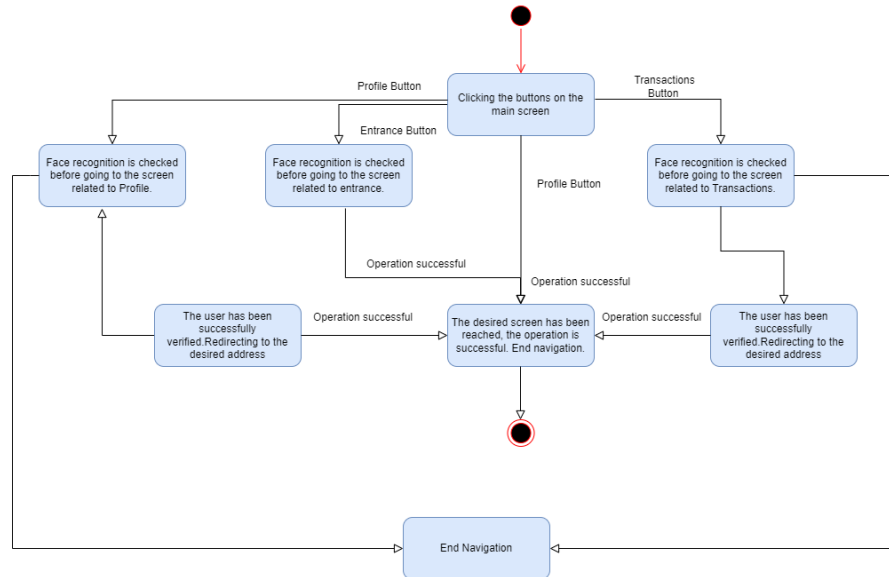 Profile Button
Transactions
Button
Clicking the buttons on the
main screen
Entrance Button
Face recognition is checked
before going to the screen
related to Profile.
Face recognition is checked
before going to the screen
related to entrance.
Face recognition is checked
before going to the screen
related to Transactions.
Profile Button
Operation successful
Operation successful
The user has been
successfully
verified.Redirecting to the
desired address
Operation successful
The desired screen has been
reached, the operation is
successful. End navigation.
Operation successful
The user has been
successfully
verified.Redirecting to the
desired address
End Navigation